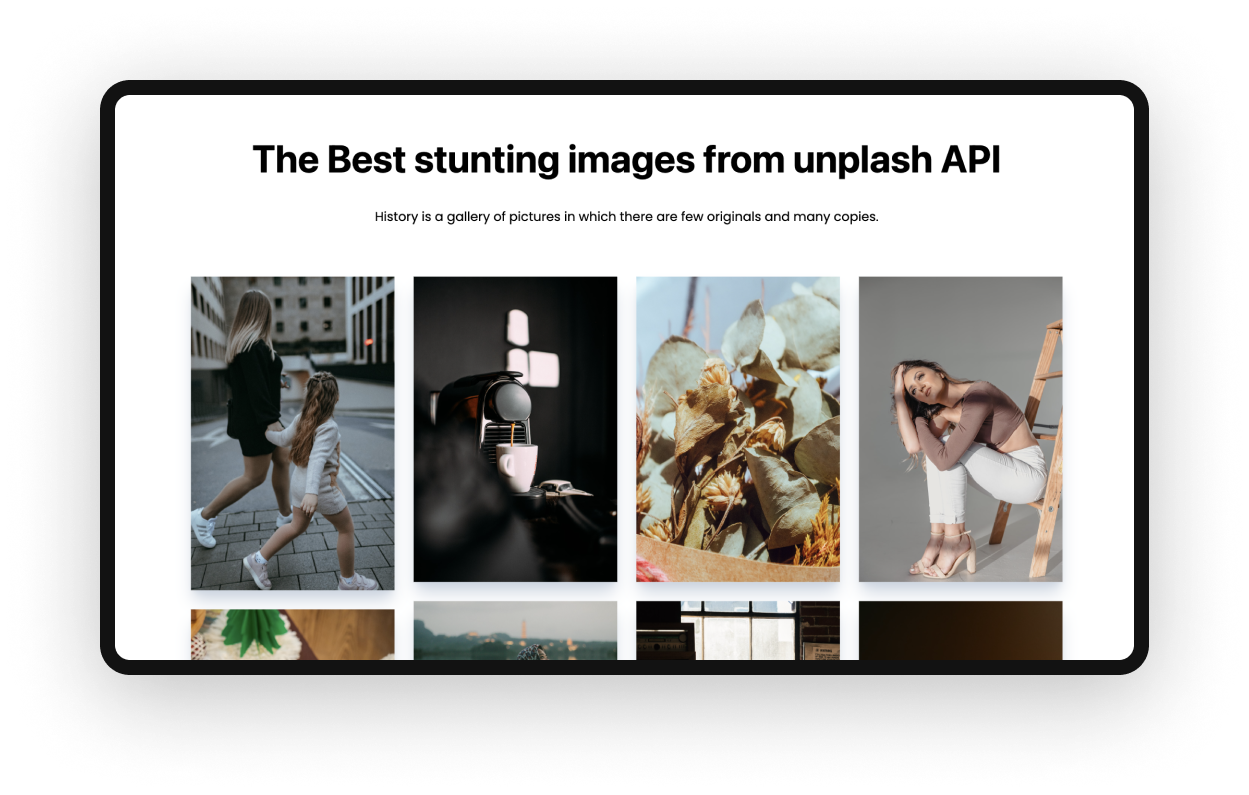 The Best stunting images from unplash API
History is a gallery of pictures in which there are few originals and many copies.